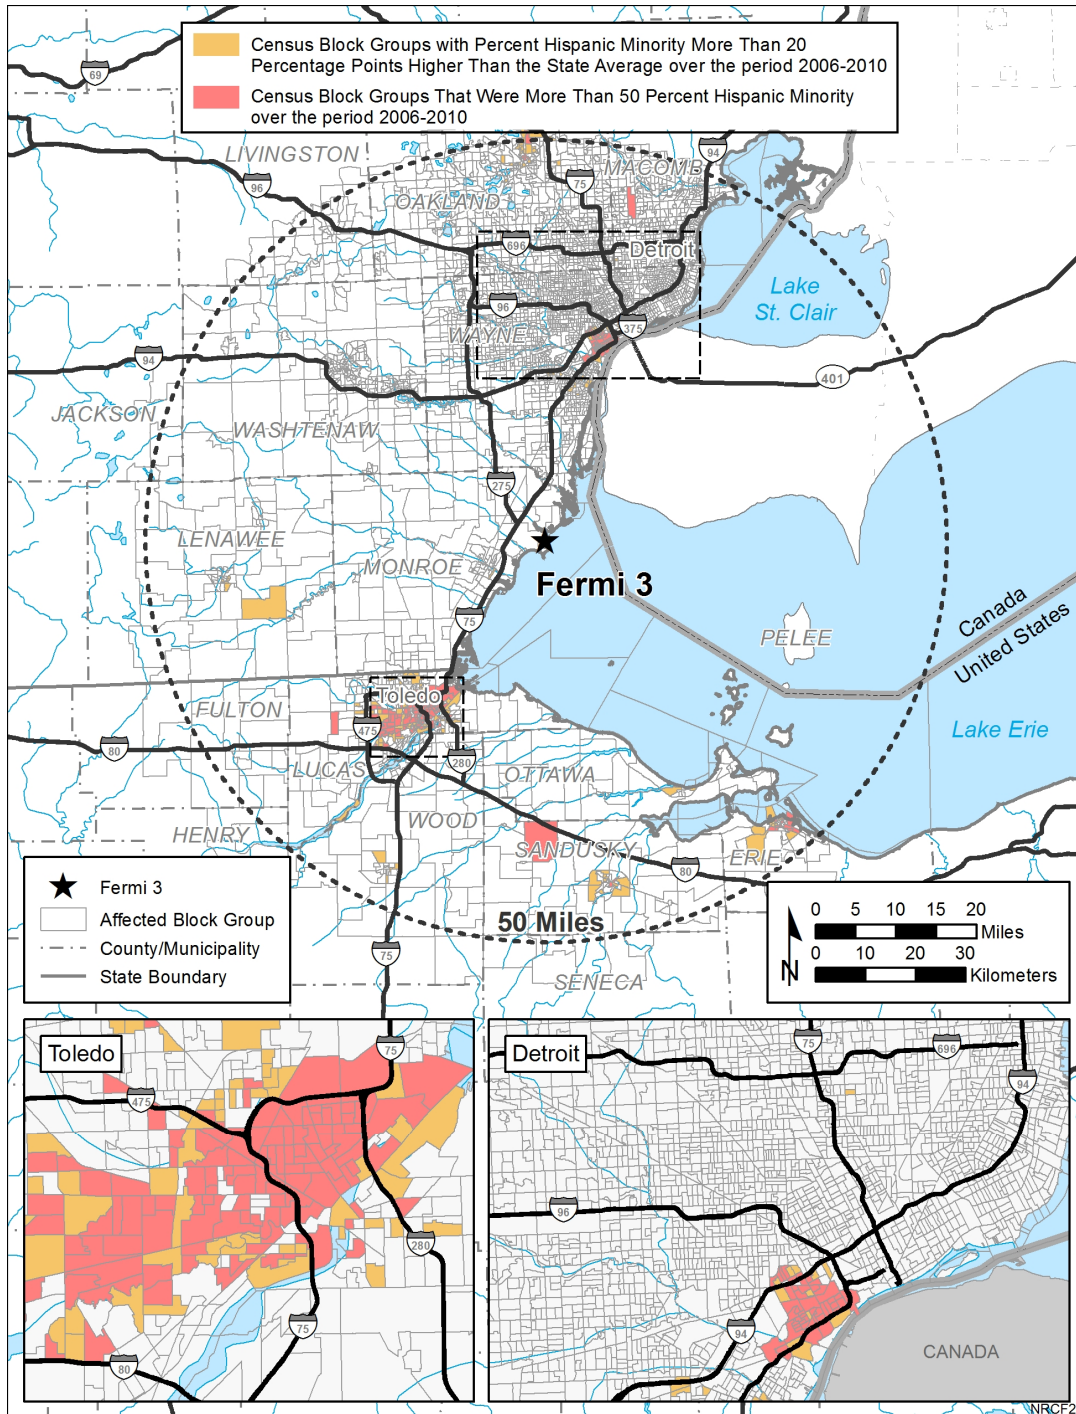 Census Block Groups with Percent Hispanic Minority More Than 20
Percentage Points Higher Than the State Average over the period 2006-2010
Census Block Groups That Were More Than 50 Percent Hispanic Minority
over the period 2006-2010
69
LIVINGSTON
MACOMB
94
96
75
OAKLAND
696
Detroit
Lake
St. Clair
96
WAYNE
375
94
401
JACKSON
WASHTENAW
275
LENAWEE
MONROE
Fermi 3
75
PELEE
Canada
United States
Toledo
FULTON
475
80
Lake Erie
LUCAS
280
OTTAWA
HENRY
WOOD
SANDUSKY
ERIE
80
50 Miles
75
SENECA
Fermi 3
Affected Block Group
County/Municipality
State Boundary
N
0 5 10 15 20
Miles
0 10 20 30
Kilometers
Toledo
75
475
280
75
80
Detroit
75
696
94
96
94
CANADA
NRCF2